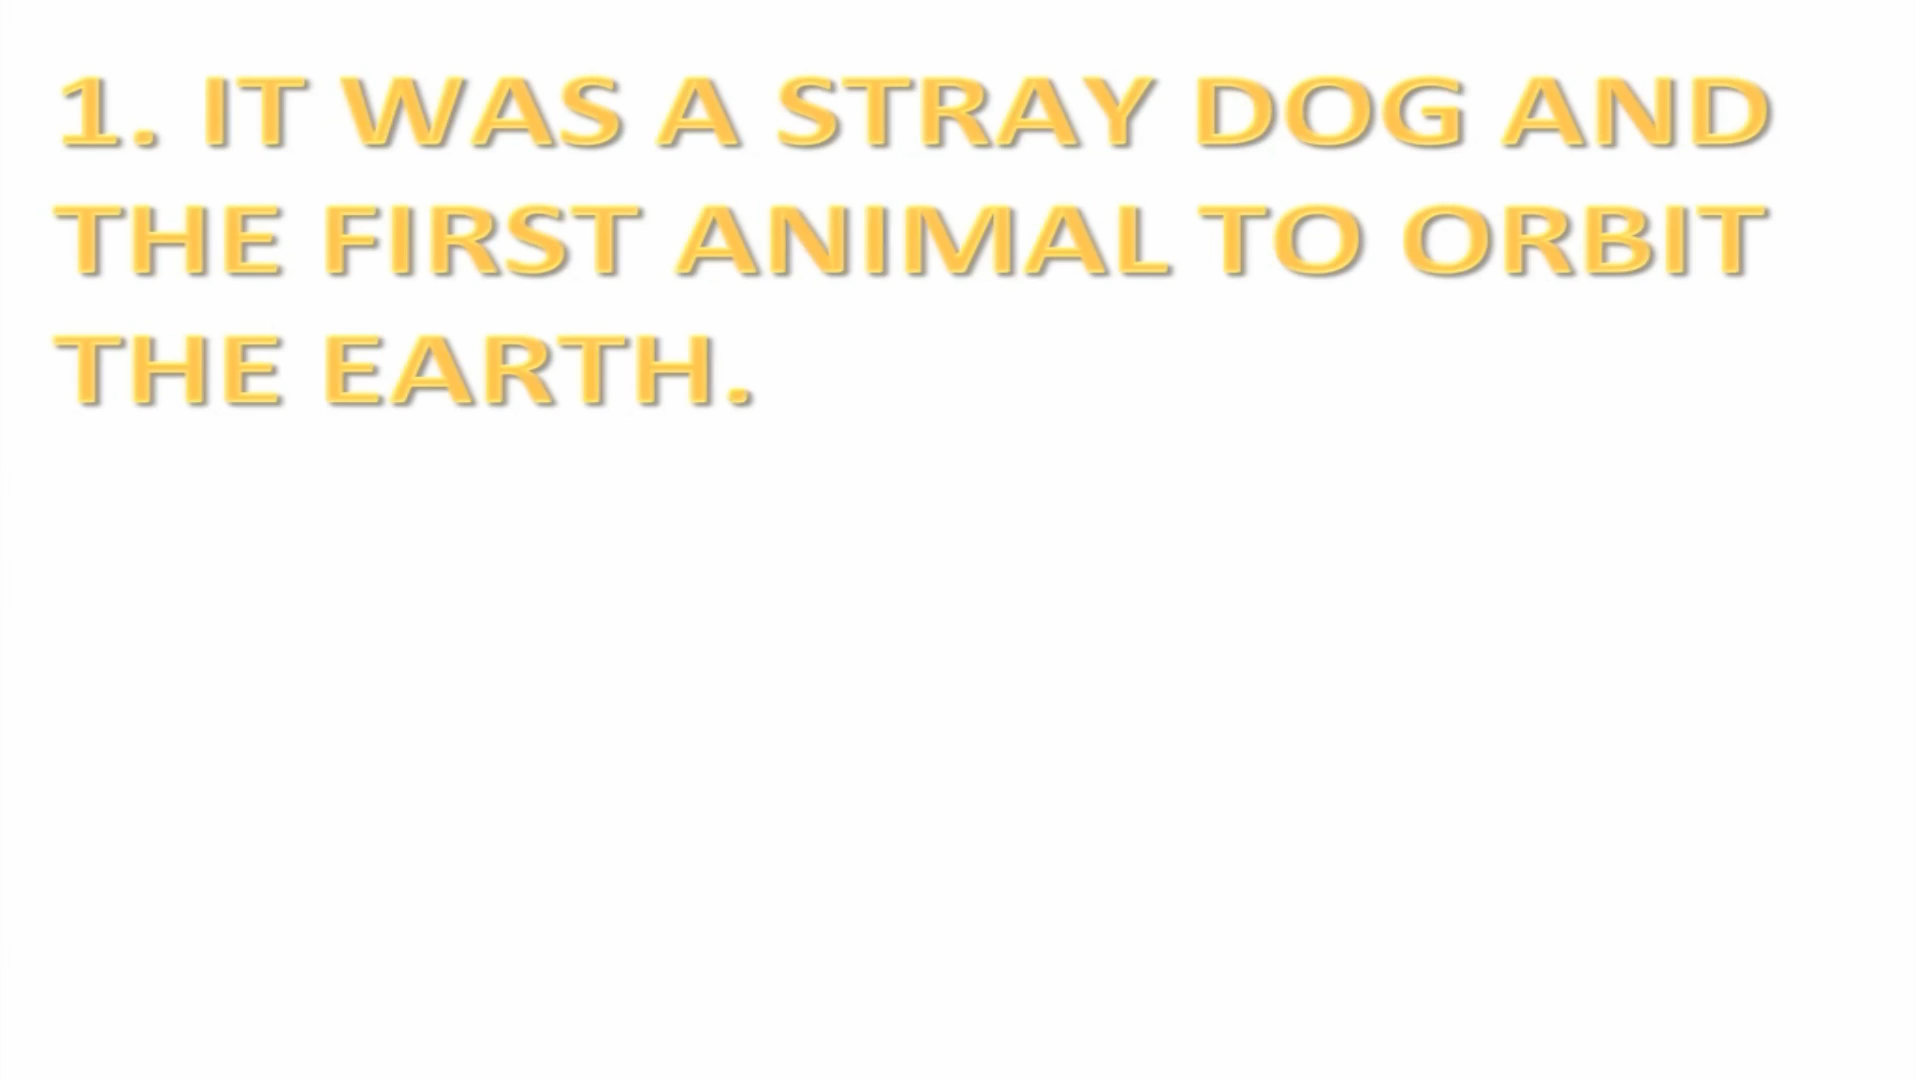 1. IT WAS A STRAY DOG AND
THE FIRST ANIMAL TO ORBIT
THE EARTH.